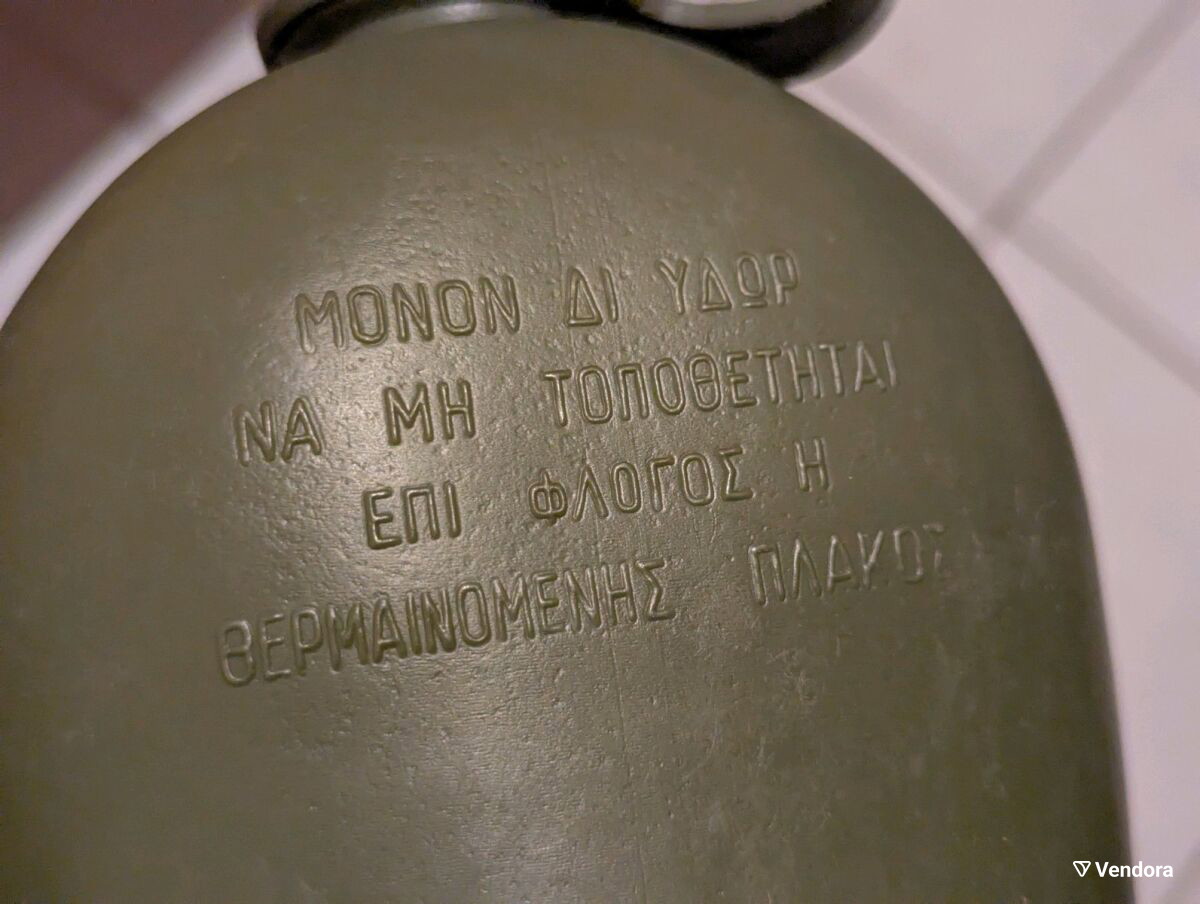 ΜΟΝΟΝ ΔΙ ΥΔΩΡ
ΝΑ ΜΗ ΤΟΠΟΘΕΤΗΤΑΙ
ΕΠΙ ΦΛΟΓΟΣ Η
ΘΕΡΜΑΙΝΟΜΕΝΗΣ ΠΛΑΚΟΣ
Vendora